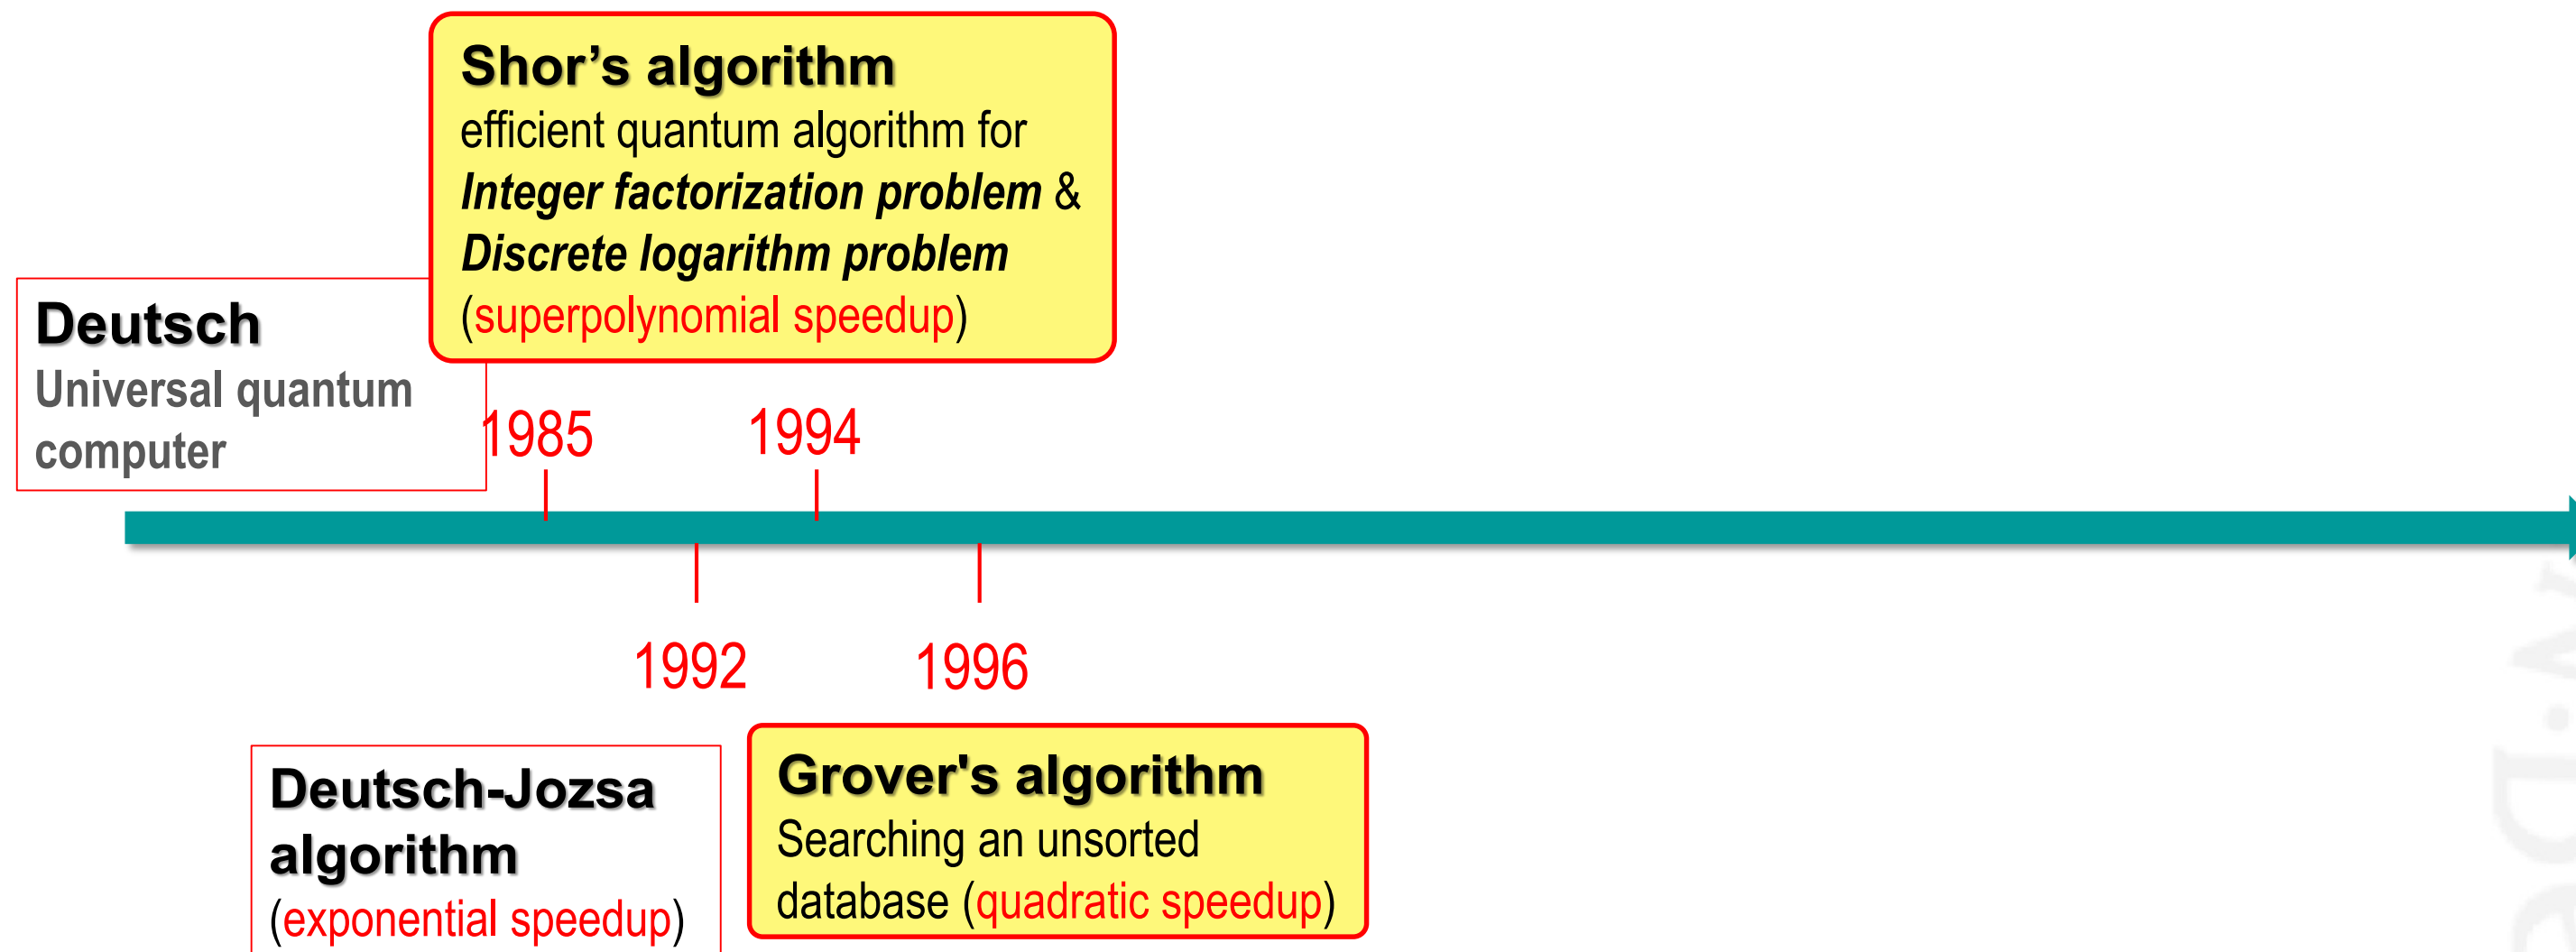 Shor’s algorithm
efficient quantum algorithm for
Integer factorization problem &
Discrete logarithm problem
(superpolynomial speedup)
Deutsch
Universal quantum
computer
1985
1994
1992
1996
Deutsch-Jozsa
algorithm
(exponential speedup)
Grover's algorithm
Searching an unsorted
database (quadratic speedup)